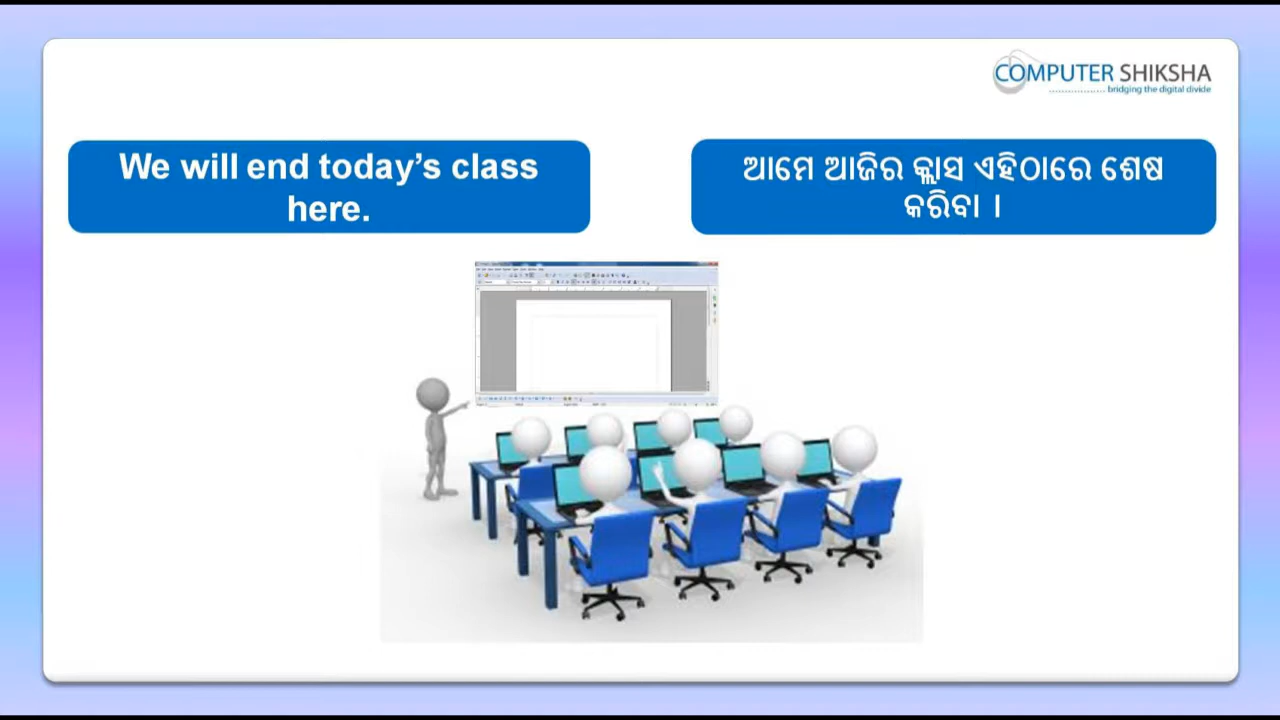 COMPUTER SHIKSHA
bridging the digital divide
We will end today’s class
here.
ଆମେ ଆଜିର କ୍ଲାସ ଏହିଠାରେ ଶେଷ
କରିବା ।